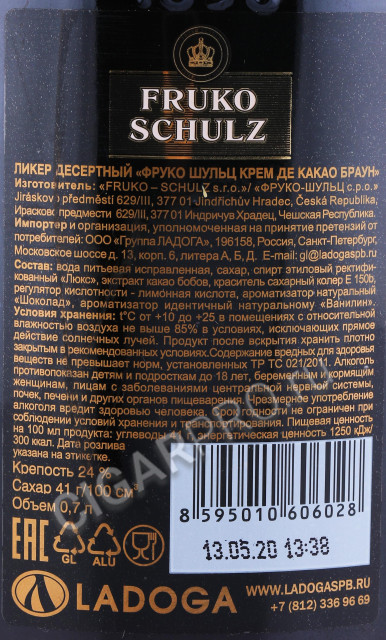 FRUKO
SCHULZ
ЛИКЕР ДЕСЕРТНЫЙ «ФРУКО ШУЛЬЦ КРЕМ ДЕ КАКАО БРАУН»
Изготовитель: «FRUKO – SCHULZ s.r.o.»/ «ФРУКО-ШУЛЬЦ с.р.о.»
Jiráskovo předměstí 629/III, 377 01 Jindřichův Hradec, Česká Republika,
Ирасково предмести 629/III, 37701 Индричув Храдец, Чешская Республика.
Импортер и организация, уполномоченная на принятие претензий от
потребителей: ООО «Группа ЛАДОГА», 196158, Россия, Санкт-Петербург,
Московское шоссе д. 13, корп. 6, литера А, Б, Д. E-mail: gl@ladogaspb.ru
Состав: вода питьевая исправленная, сахар, спирт этиловый ректифи-
кованный «Люкс», экстракт какао бобов, краситель сахарный колер Е 150b,
регулятор кислотности - лимонная кислота, ароматизатор натуральный
«Шоколад», ароматизатор идентичный натуральному «Ванилин».
Условия хранения: t°С от +10 до +25 в помещениях с относительной
влажностью воздуха не выше 85% в условиях, исключающих прямое
действие солнечных лучей. Продукт после вскрытия хранить плотно
закрытым в рекомендованных условиях. Содержание вредных для здоровья
веществ не превышает норм, установленных ТР ТС 021/2011. Алкоголь
противопоказан детям и подросткам до 18 лет, беременным и кормящим
женщинам, лицам с заболеваниями центральной нервной системы,
почек, печени и других органов пищеварения. Чрезмерное употребление
алкоголя вредит здоровью человека. Срок годности не ограничен при
соблюдении условий хранения и транспортирования. Пищевая ценность
на 100 мл продукта: углеводы энергетическая ценность 1250 кДж/
300 ккал. Дата розлива
указана на этикетке.
Крепость 24 %
Сахар 41 г/100 см³
Объем 0,7 л
8 595010 606028
13.05.20 13:38
EAC
GL
ALU
LADOGA
WWW.LADOGASPB.RU
+7 (812) 336 96 69